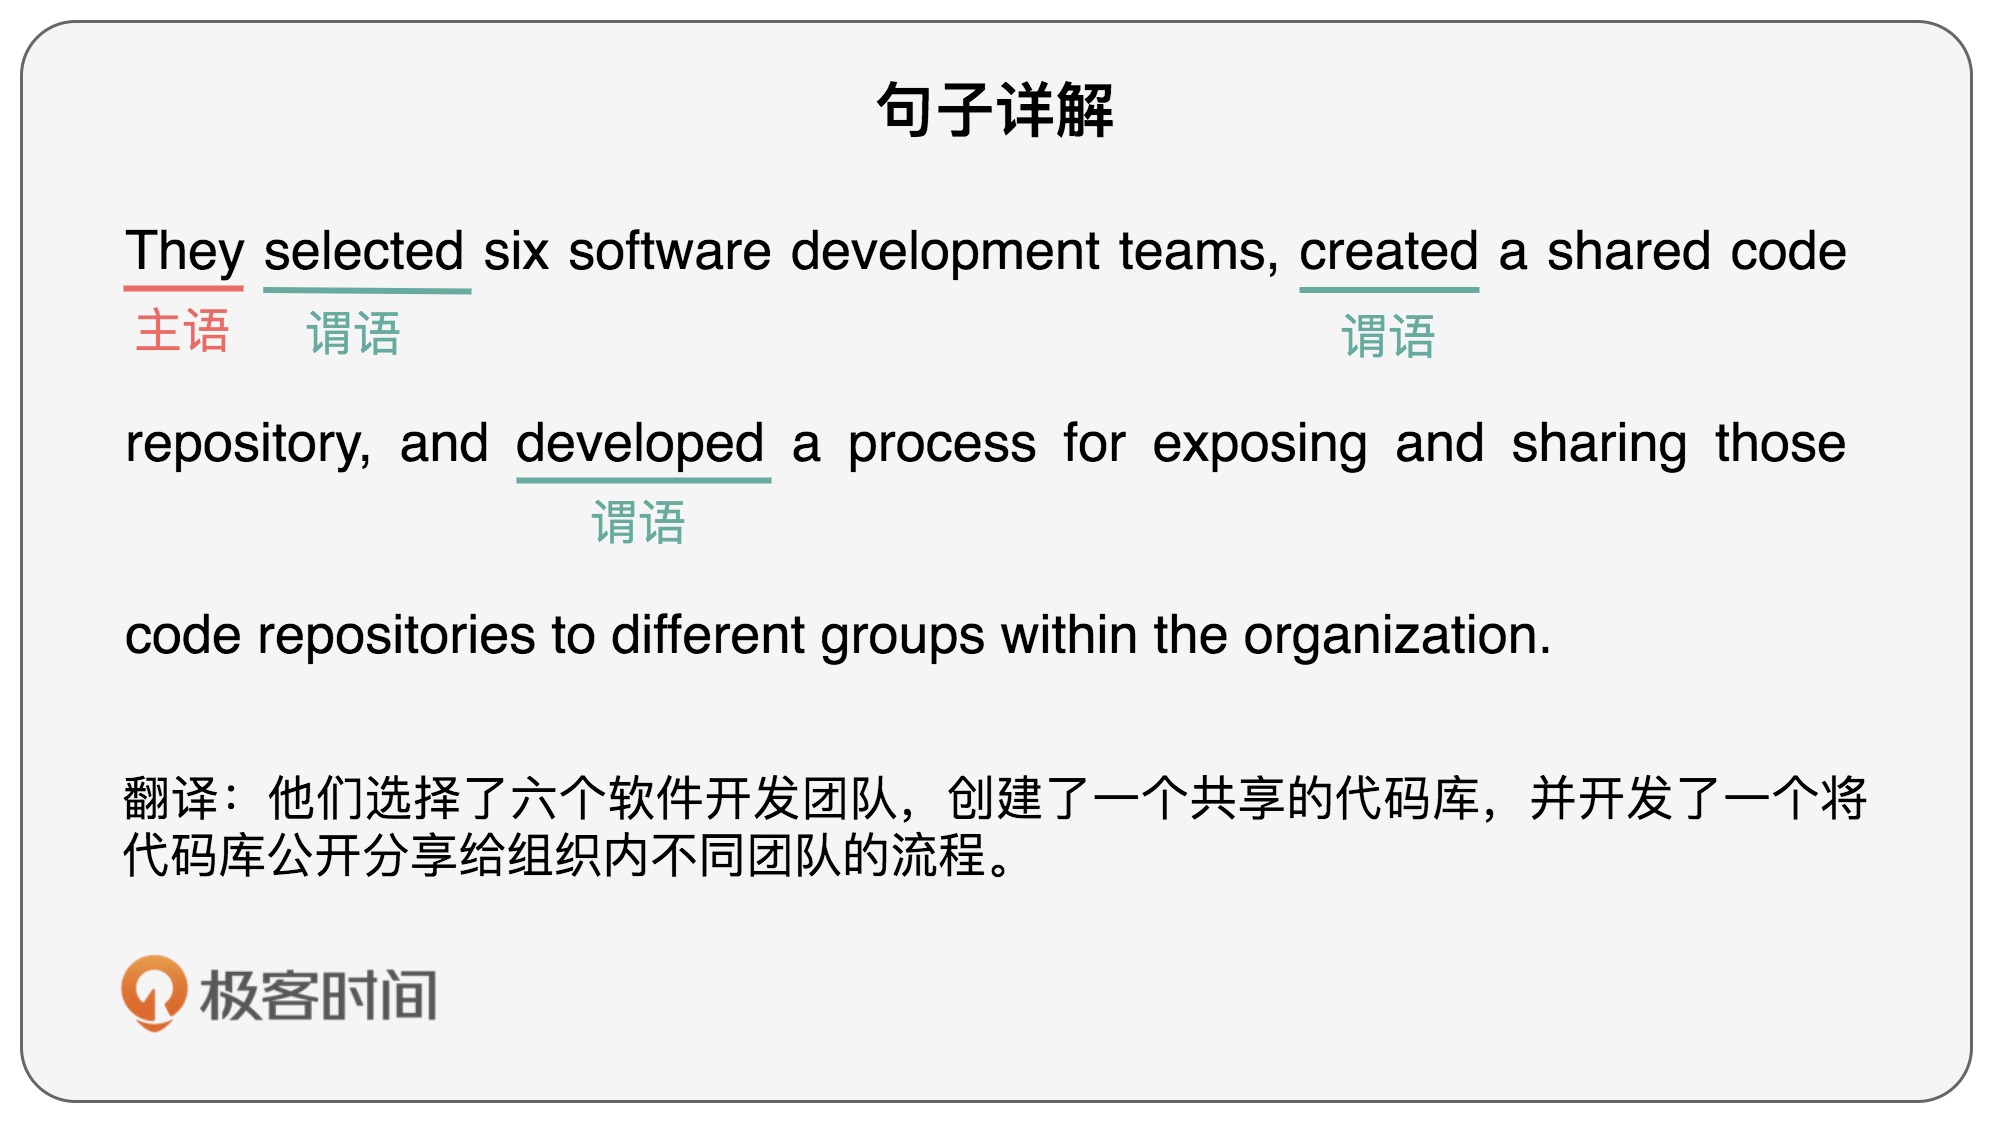 句子详解
They selected six software development teams, created a shared code
主语 谓语 谓语
repository, and developed a process for exposing and sharing those
谓语
code repositories to different groups within the organization.
翻译：他们选择了六个软件开发团队，创建了一个共享的代码库，并开发了一个将
代码库公开分享给组织内不同团队的流程。
极客时间